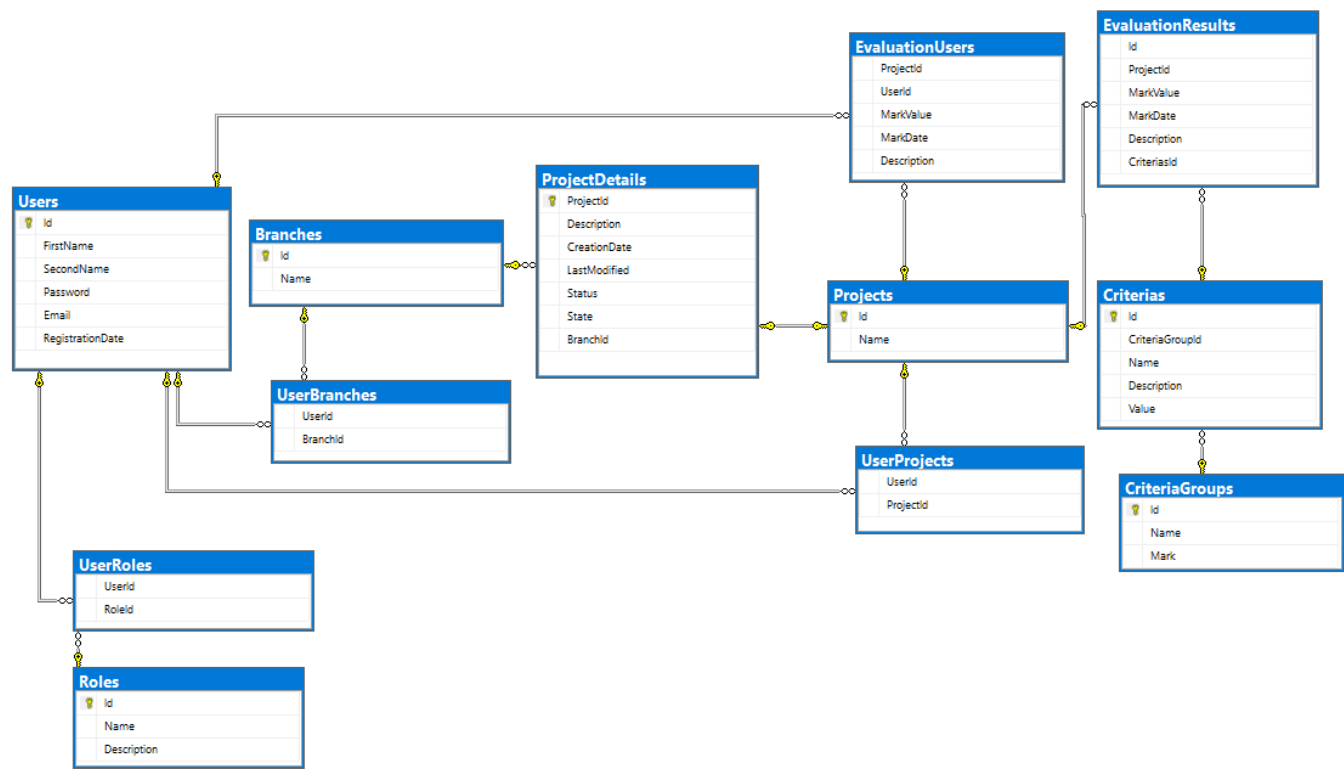 EvaluationUsers
ProjectId
UserId
MarkValue
MarkDate
Description
EvaluationResults
Id
ProjectId
MarkValue
MarkDate
Description
CriteriasId
Users
Id
FirstName
SecondName
Password
Email
RegistrationDate
Branches
Id
Name
ProjectDetails
ProjectId
Description
CreationDate
LastModified
Status
State
BranchId
Projects
Id
Name
Criterias
Id
CriteriaGroupId
Name
Description
Value
UserBranches
UserId
BranchId
UserProjects
UserId
ProjectId
CriteriaGroups
Id
Name
Mark
UserRoles
UserId
RoleId
Roles
Id
Name
Description